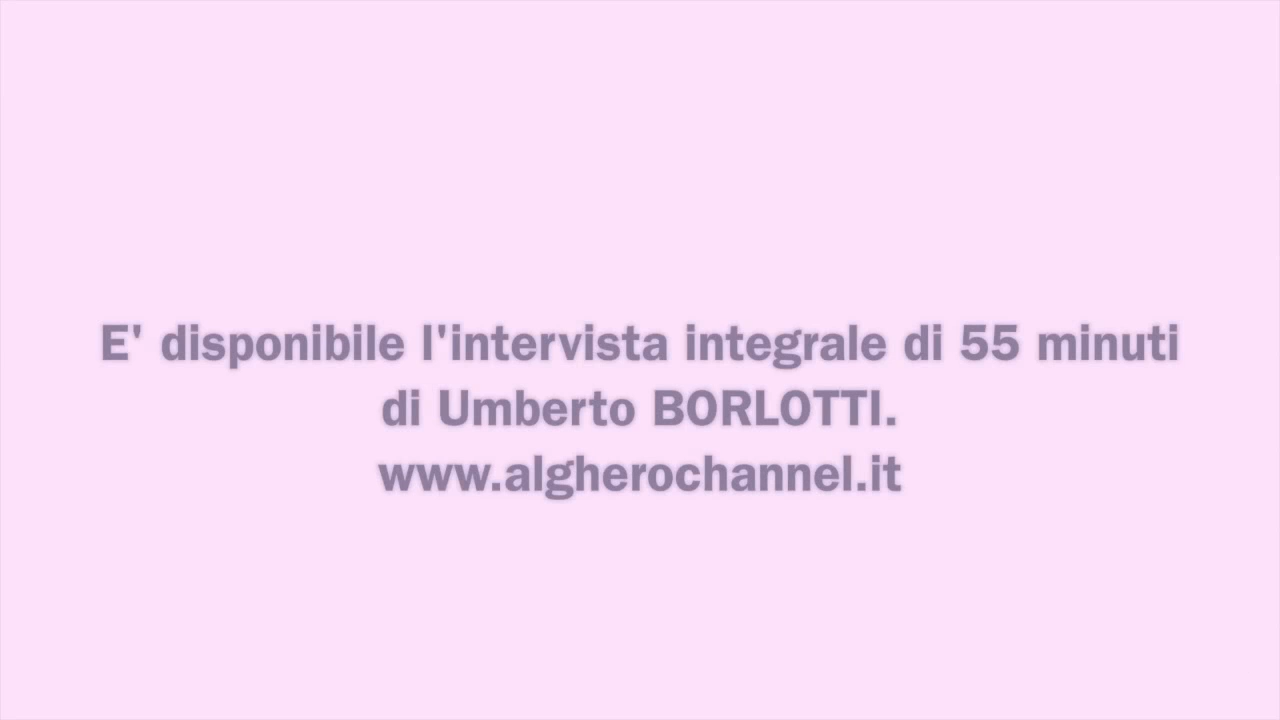 E' disponibile l'intervista integrale di 55 minuti
di Umberto BORLOTTI.
www.algherochannel.it